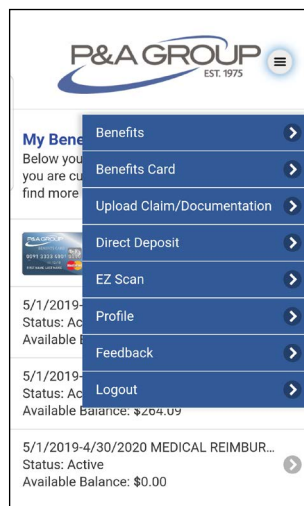 P&A GROUP
EST. 1975
My Bene
Below you
you are cu
find more
Benefits
Benefits Card
Upload Claim/Documentation
Direct Deposit
EZ Scan
Profile
Feedback
Logout
P&A GROUP
5/1/2019-
Status: Act
Available B
5/1/2019-
Status: Ac
Available Balance: $264.09
5/1/2019-4/30/2020 MEDICAL REIMBUR...
Status: Active
Available Balance: $0.00